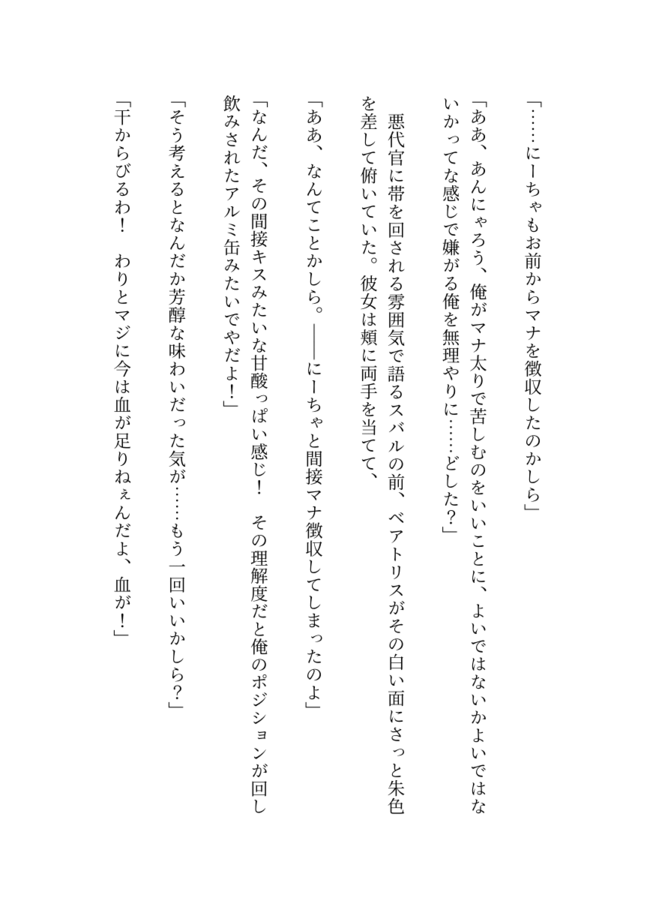 「……にーちゃもお前からマナを徴収したのかしら」
「ああ、あんにゃろう、俺がマナ太りで苦しむのをいいことに、よいではないかよいではな
いかってな感じで嫌がる俺を無理やりに……どした？」
　悪代官に帯を回される雰囲気で語るスバルの前、ベアトリスがその白い面にさっと朱色
を差して俯いていた。彼女は頬に両手を当てて、
「ああ、なんてことかしら。――にーちゃと間接マナ徴収してしまったのよ」
「なんだ、その間接キスみたいな甘酸っぱい感じ！　その理解度だと俺のポジションが回し
飲みされたアルミ缶みたいでやだよ！」
「そう考えるとなんだか芳醇な味わいだった気が……もう一回いいかしら？」
「干からびるわ！　わりとマジに今は血が足りねぇんだよ、血が！」